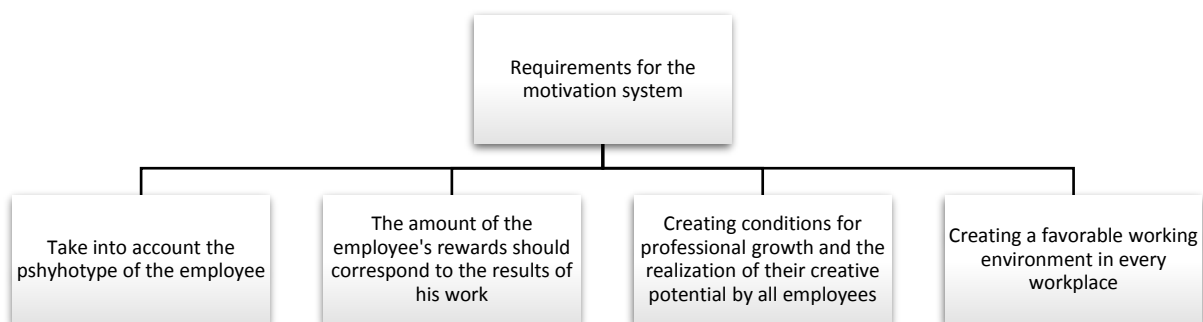 Requirements for the
motivation system
Take into account the
pshyhotype of the employee
The amount of the
employee's rewards should
correspond to the results of
his work
Creating conditions for
professional growth and the
realization of their creative
potential by all employees
Creating a favorable working
environment in every
workplace